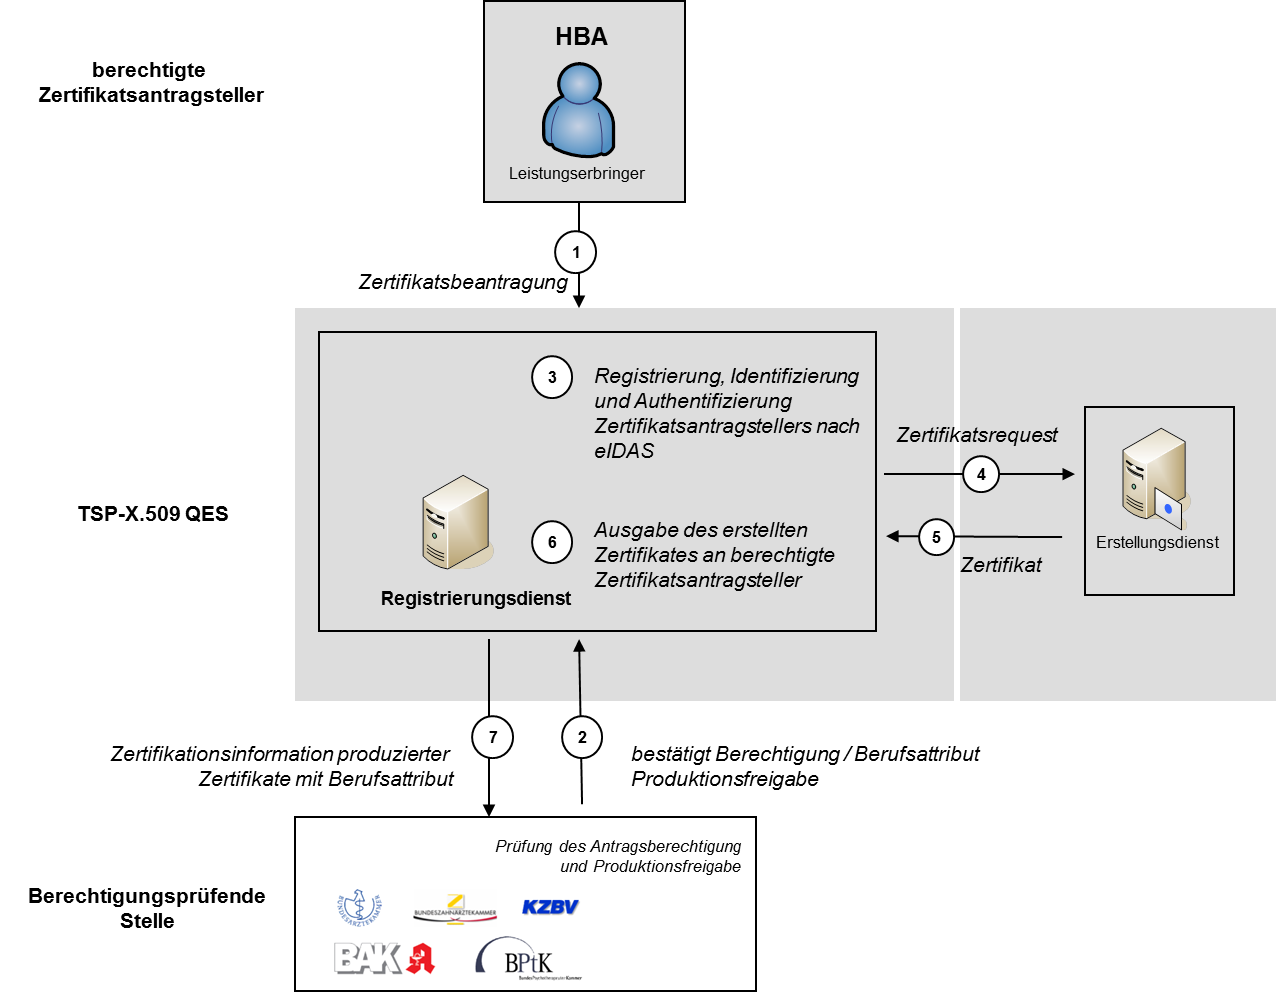 HBA
berechtigte
Zertifikatsantragsteller
Leistungserbringer
1
Zertifikatsbeantragung
3
Registrierung, Identifizierung
und Authentifizierung
Zertifikatsantragstellers nach
eIDAS
Zertifikatsrequest
4
TSP-X.509 QES
6
Ausgabe des erstellten
Zertifikates an berechtigte
Zertifikatsantragsteller
5
Zertifikat
Erstellungsdienst
Registrierungsdienst
7
2
Zertifikationsinformation produzierter
Zertifikate mit Berufsattribut
bestätigt Berechtigung / Berufsattribut
Produktionsfreigabe
Prüfung des Antragsberechtigung
und Produktionsfreigabe
Berechtigungsprüfende
Stelle
BUNDESÄRZTEKAMMER
BUNDESZAHNÄRZTEKAMMER
KZBV
BAK
BPtK
BundesPsychotherapeutenKammer